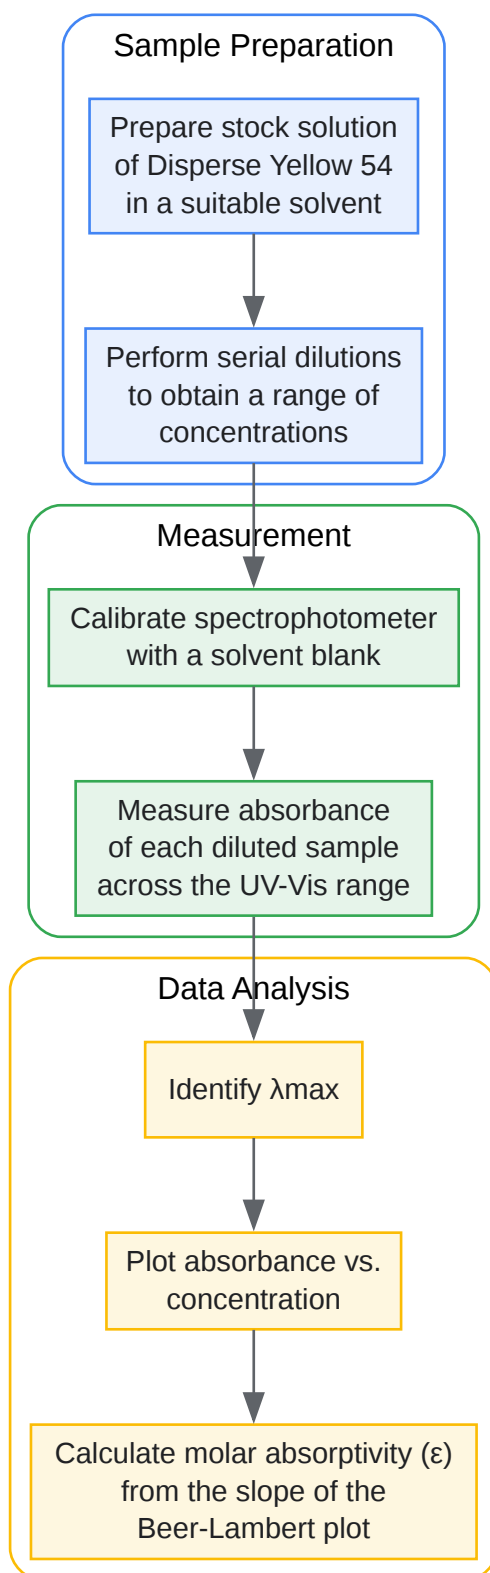 Sample Preparation
Prepare stock solution
of Disperse Yellow 54
in a suitable solvent
Perform serial dilutions
to obtain a range of
concentrations
Measurement
Calibrate spectrophotometer
with a solvent blank
Measure absorbance
of each diluted sample
across the UV-Vis range
Data Analysis
Identify λmax
Plot absorbance vs.
concentration
Calculate molar absorptivity (ε)
from the slope of the
Beer-Lambert plot